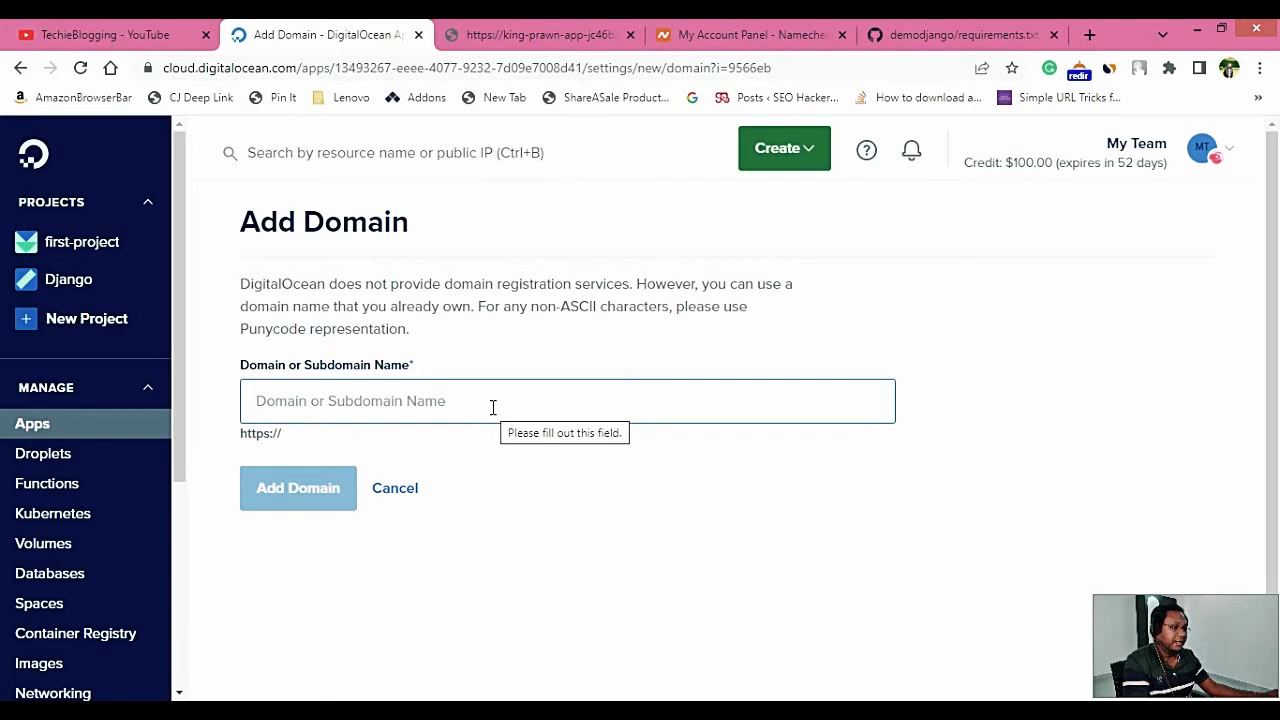 TechieBlogging - YouTube
Add Domain - DigitalOcean Ap
https://king-prawn-app-jc46b
My Account Panel - Nameche
demodjango/requirements.txt
cloud.digitalocean.com/apps/13493267-eeee-4077-9232-7d09e7008d41/settings/new/domain?i=9566eb
redir
AmazonBrowserBar
CJ Deep Link
Pin It
Lenovo
Addons
New Tab
ShareASale Product...
Posts ‹ SEO Hacker...
How to download a...
Simple URL Tricks f...
»
Search by resource name or public IP (Ctrl+B)
Create
My Team
Credit: $100.00 (expires in 52 days)
MT
PROJECTS
first-project
Django
New Project
MANAGE
Apps
Droplets
Functions
Kubernetes
Volumes
Databases
Spaces
Container Registry
Images
Networking
Add Domain
DigitalOcean does not provide domain registration services. However, you can use a
domain name that you already own. For any non-ASCII characters, please use
Punycode representation.
Domain or Subdomain Name*
Domain or Subdomain Name
Please fill out this field.
https://
Add Domain
Cancel